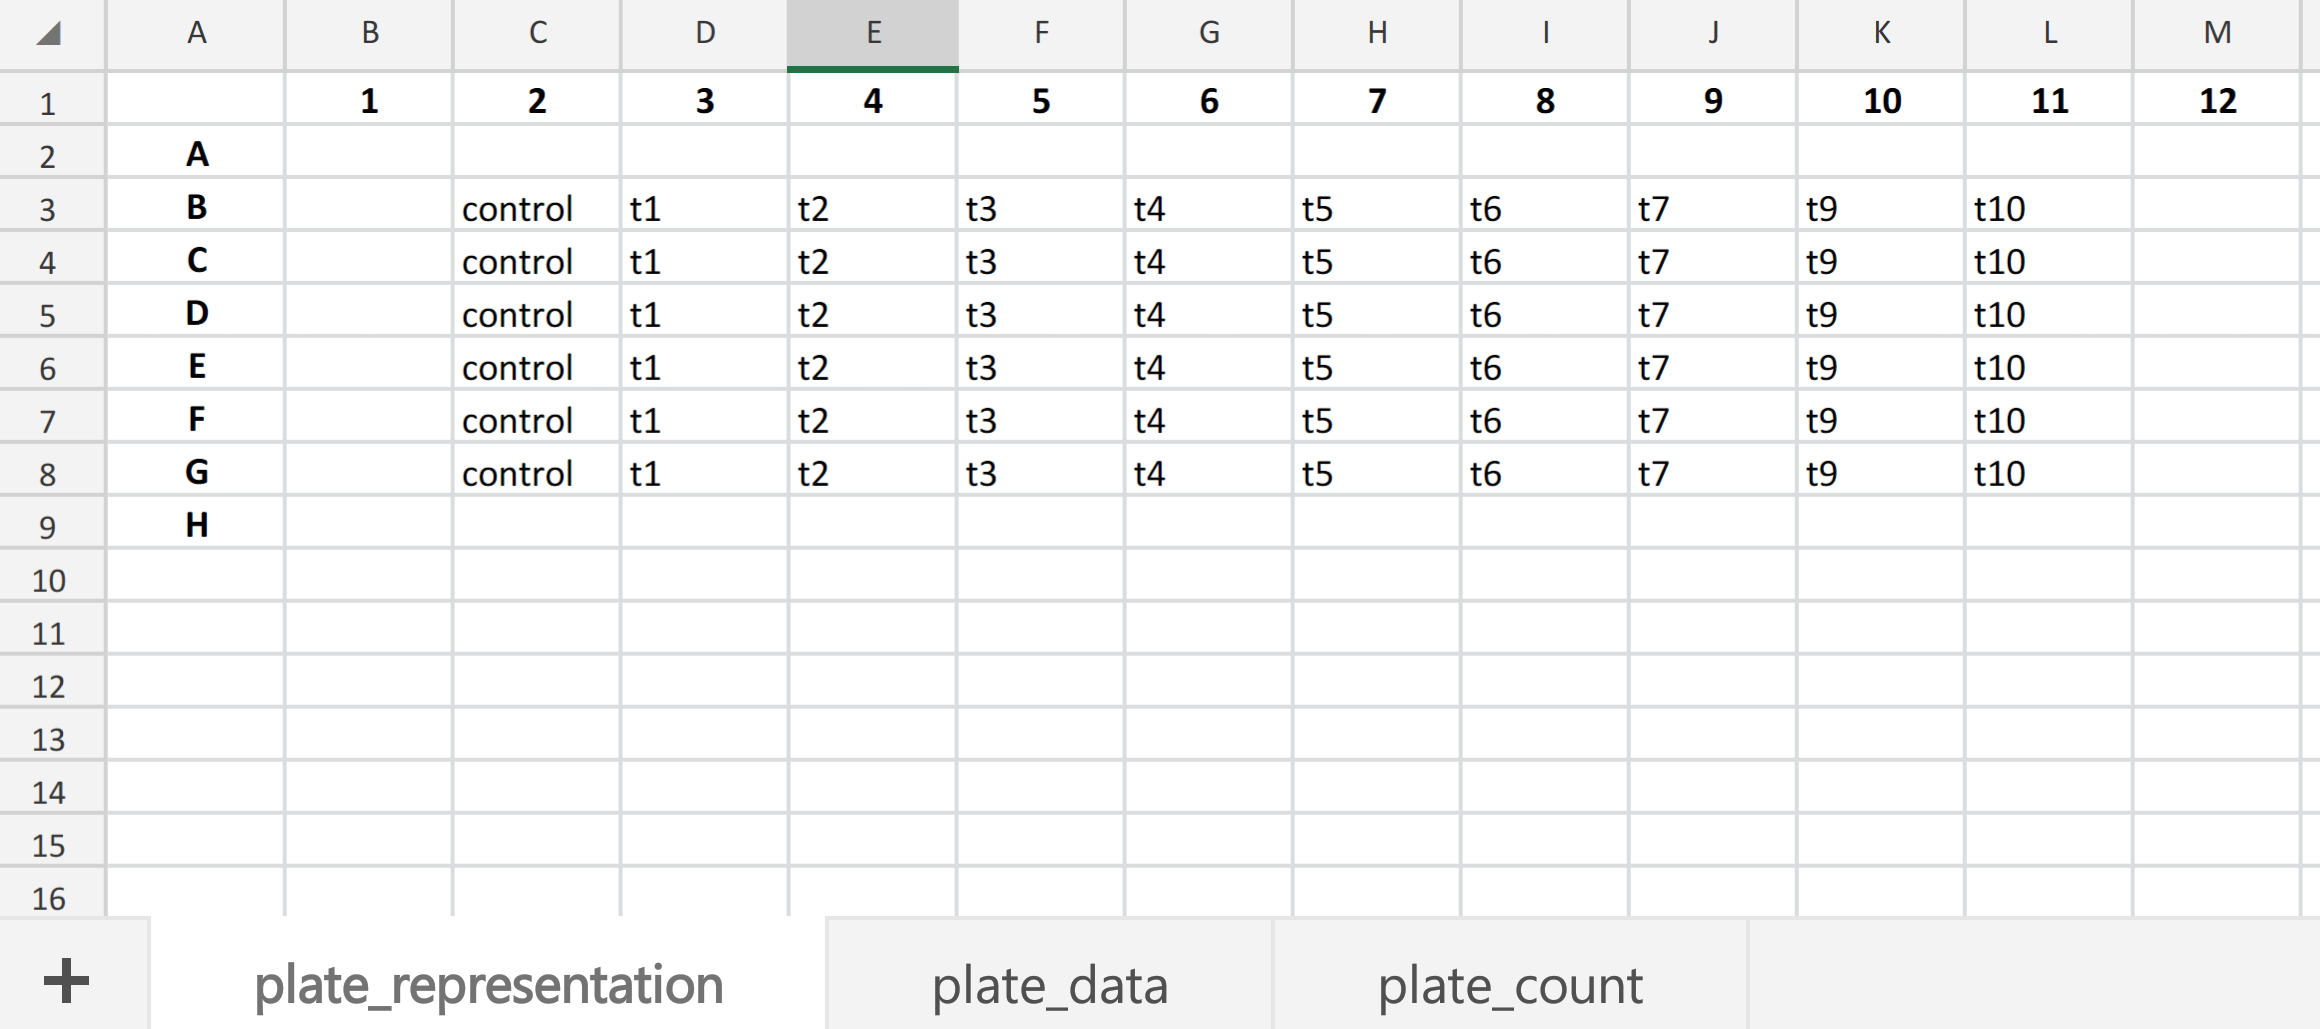 A B C D E F G H I J K L M
1 1 2 3 4 5 6 7 8 9 10 11 12
2 A
3 B control t1 t2 t3 t4 t5 t6 t7 t9 t10
4 C control t1 t2 t3 t4 t5 t6 t7 t9 t10
5 D control t1 t2 t3 t4 t5 t6 t7 t9 t10
6 E control t1 t2 t3 t4 t5 t6 t7 t9 t10
7 F control t1 t2 t3 t4 t5 t6 t7 t9 t10
8 G control t1 t2 t3 t4 t5 t6 t7 t9 t10
9 H
10
11
12
13
14
15
16
+ plate_representation plate_data plate_count